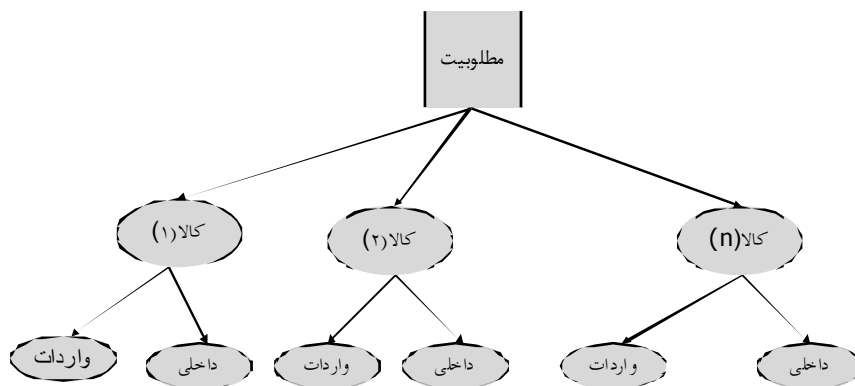 مطلوبیت
کالا(۱)
کالا(۲)
کالا(n)
واردات
داخلی
واردات
داخلی
واردات
داخلی